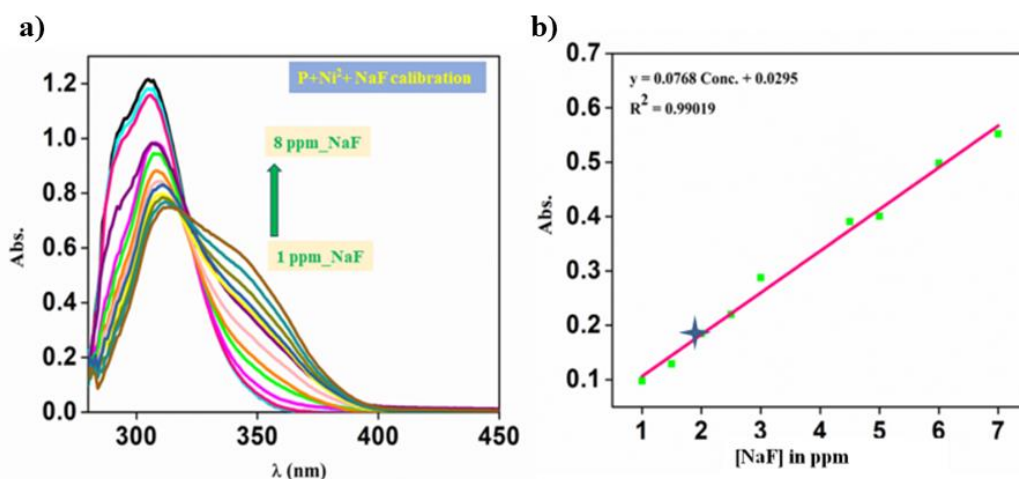 a)
P+Ni²+ NaF calibration
8 ppm_NaF
1 ppm_NaF
Abs.
1.2
1.0
0.8
0.6
0.4
0.2
0.0
300
350
400
450
λ (nm)
b)
y = 0.0768 Conc. + 0.0295
R² = 0.99019
Abs.
0.7
0.6
0.5
0.4
0.3
0.2
0.1
1 2 3 4 5 6 7
[NaF] in ppm